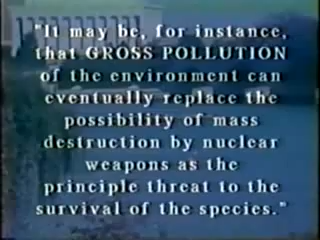 "It may be, for instance,
that GROSS POLLUTION
of the environment can
eventually replace the
possibility of mass
destruction by nuclear
weapons as the
principle threat to the
survival of the species."